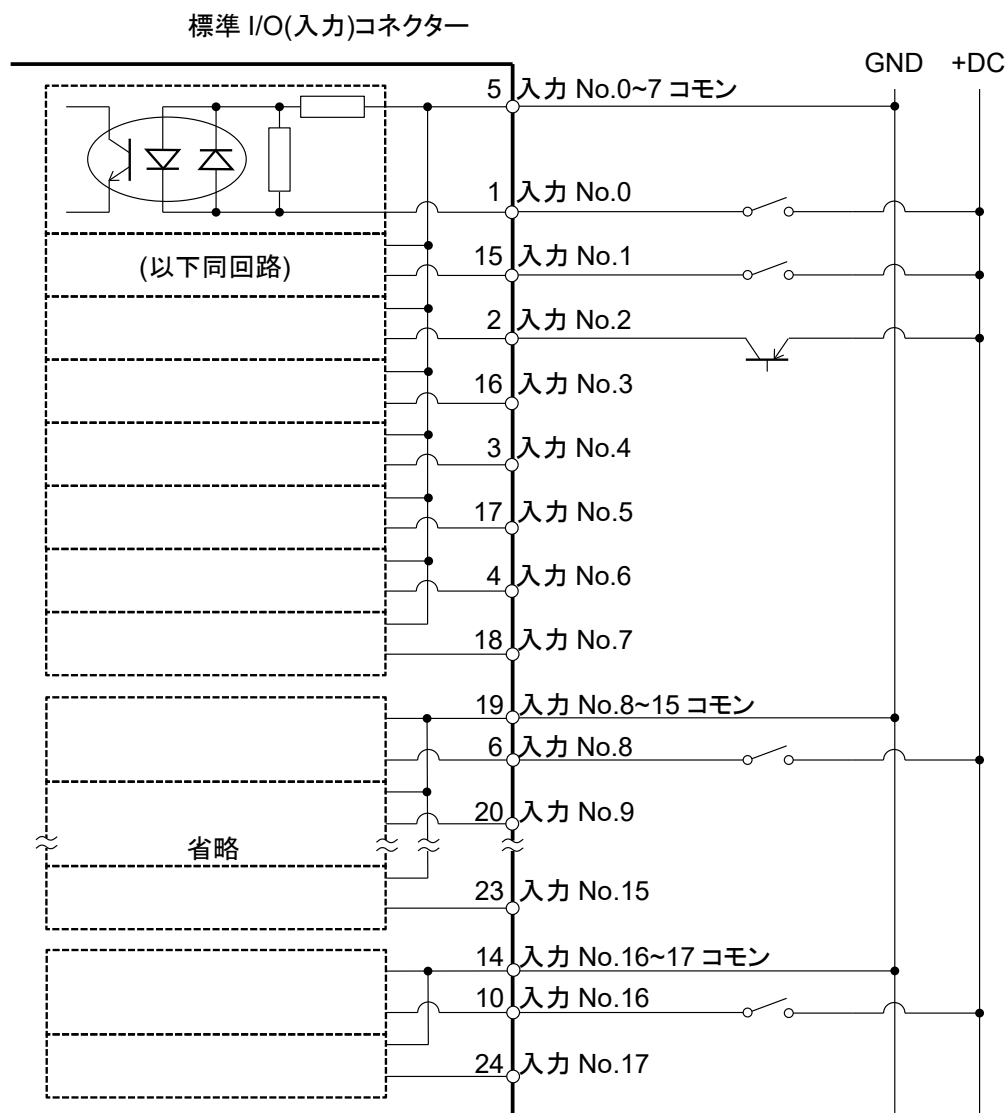 標準 I/O(入力)コネクター
GND +DC
5 入力 No.0~7 コモン
1 入力 No.0
(以下同回路)
15 入力 No.1
2 入力 No.2
16 入力 No.3
3 入力 No.4
17 入力 No.5
4 入力 No.6
18 入力 No.7
19 入力 No.8~15 コモン
6 入力 No.8
20 入力 No.9
省略
23 入力 No.15
14 入力 No.16~17 コモン
10 入力 No.16
24 入力 No.17